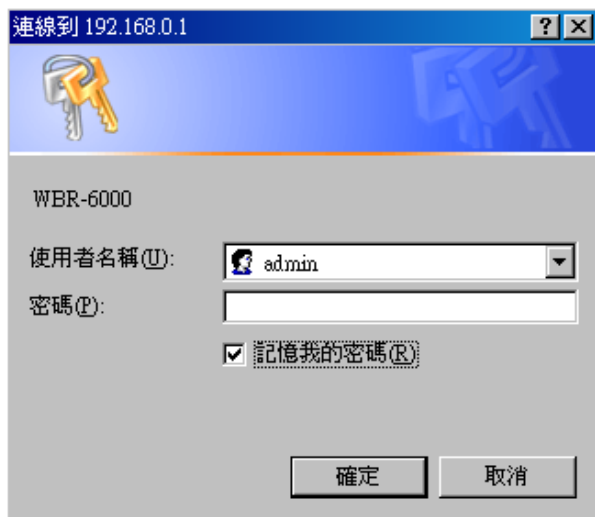 連線到 192.168.0.1
WBR-6000
使用者名稱(U):
admin
密碼(P):
記憶我的密碼(R)
確定
取消